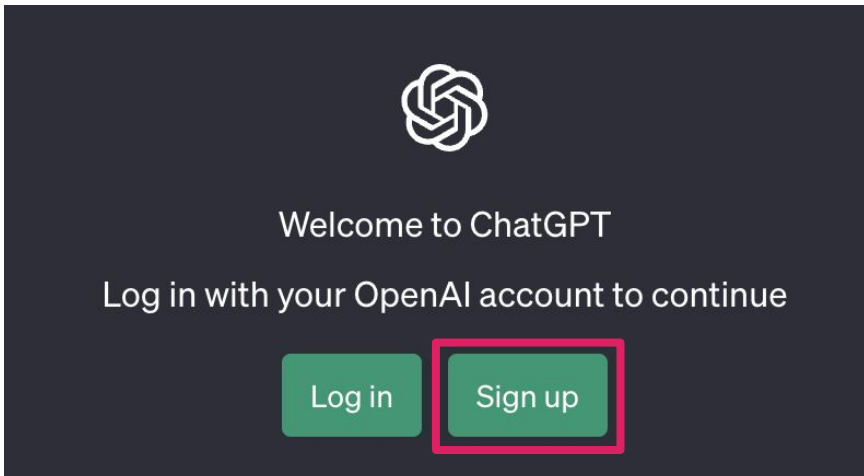 Welcome to ChatGPT
Log in with your OpenAI account to continue
Log in Sign up